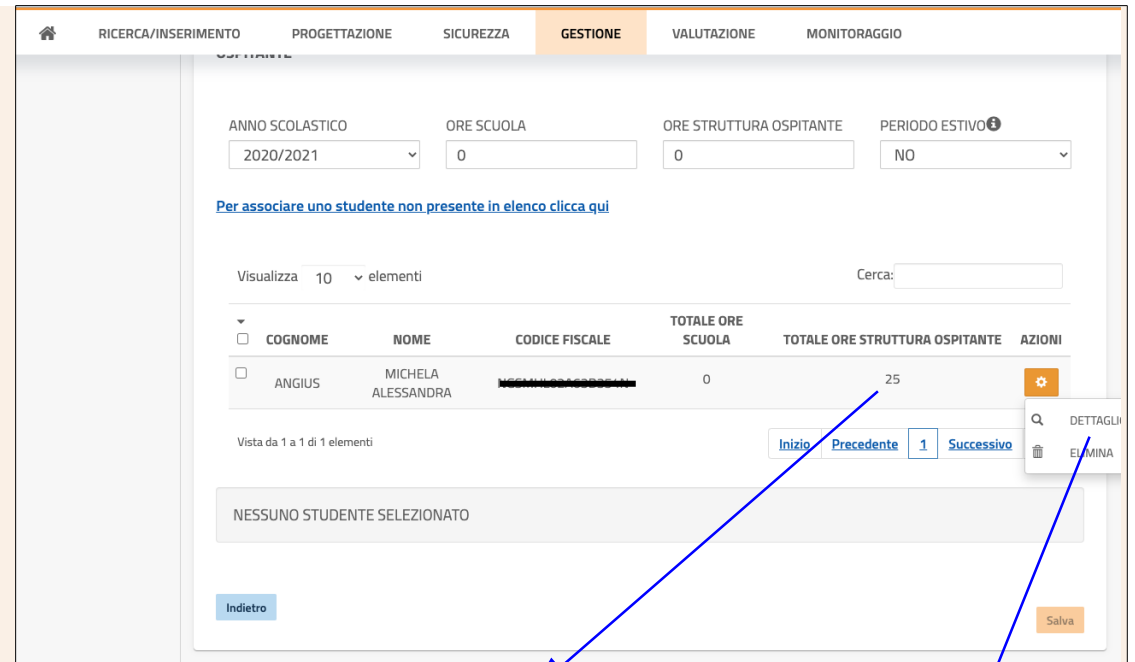 RICERCA/INSERIMENTO PROGETTAZIONE SICUREZZA GESTIONE VALUTAZIONE MONITORAGGIO
OSPITANTE
ANNO SCOLASTICO ORE SCUOLA ORE STRUTTURA OSPITANTE PERIODO ESTIVO
2020/2021 0 0 NO
Per associare uno studente non presente in elenco clicca qui
Visualizza 10 elementi Cerca:
COGNOME NOME CODICE FISCALE TOTALE ORE SCUOLA TOTALE ORE STRUTTURA OSPITANTE AZIONI
ANGIUS MICHELA ALESSANDRA 0 25
DETTAGLIO
Vista da 1 a 1 di 1 elementi Inizio Precedente 1 Successivo
ELIMINA
NESSUNO STUDENTE SELEZIONATO
Indietro
Salva